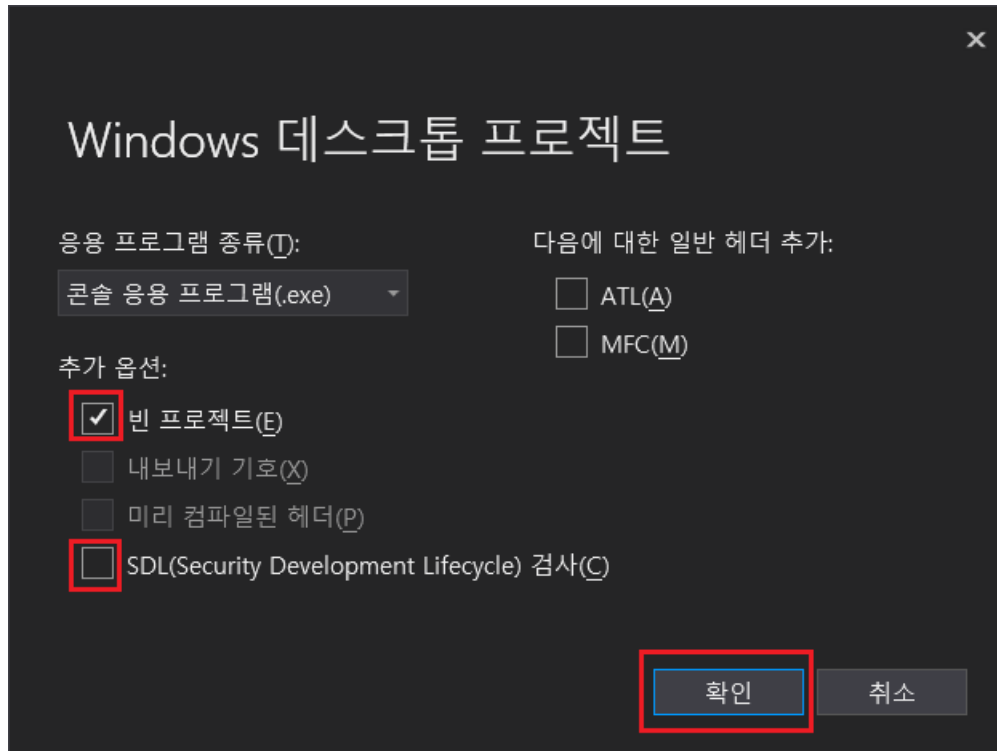 Windows 데스크톱 프로젝트
응용 프로그램 종류(T):
콘솔 응용 프로그램(.exe)
추가 옵션:
빈 프로젝트(E)
내보내기 기호(X)
미리 컴파일된 헤더(P)
SDL(Security Development Lifecycle) 검사(C)
다음에 대한 일반 헤더 추가:
ATL(A)
MFC(M)
확인
취소